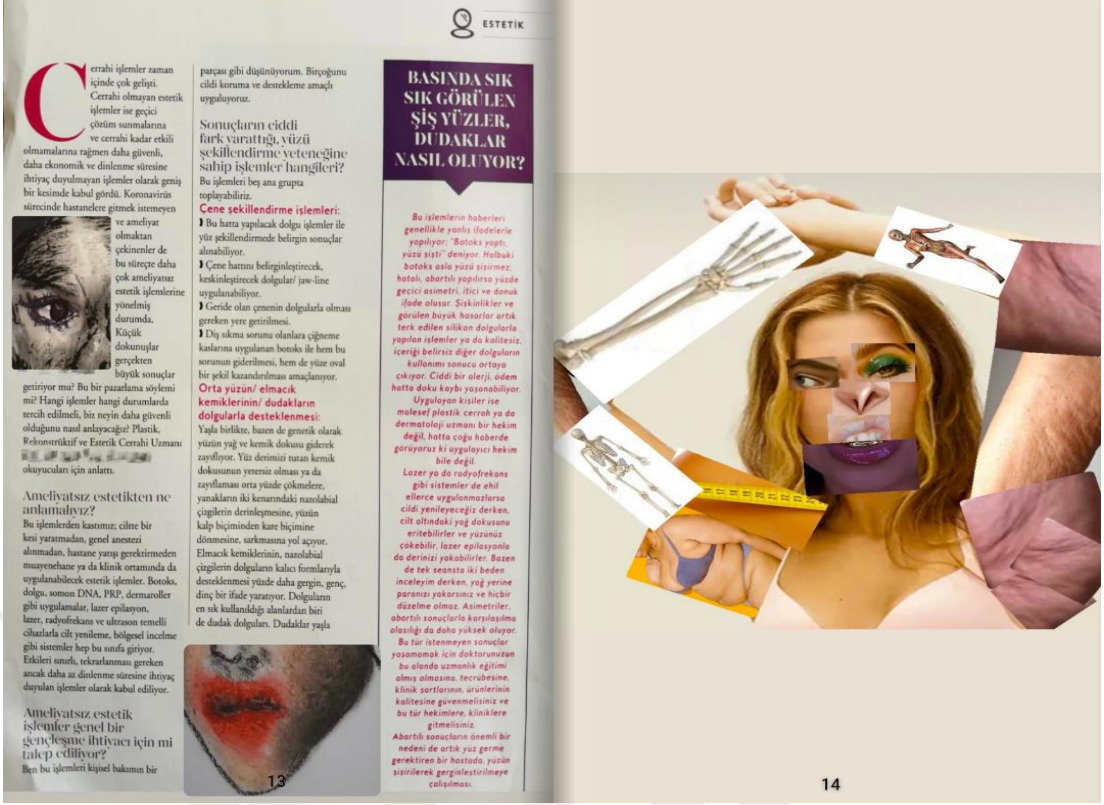 ESTETİK
Cerrahi işlemler zaman
içinde çok gelişti.
Cerrahi olmayan estetik
işlemler ise geçici
çözüm sunmalarına
ve cerrahi kadar etkili
olmamalarına rağmen daha güvenli,
daha ekonomik ve dinlenme süresine
ihtiyaç duyulmayan işlemler olarak geniş
bir kesimde kabul gördü. Koronavirüs
sürecinde hastanelere gitmek istemeyen
ve ameliyat
olmaktan
çekinenler de
bu süreçte daha
çok ameliyatsız
estetik işlemlerine
yönelmiş
durumda.
Küçük
dokunuşlar
gerçekten
büyük sonuçlar
getiriyor mu? Bu bir pazarlama söylemi
mi? Hangi işlemler hangi durumlarda
tercih edilmeli, biz neyin daha güvenli
olduğunu nasıl anlayacağız? Plastik,
Rekonstrüktif ve Estetik Cerrahi Uzmanı
okuyucuları için anlattı.
Ameliyatsız estetikten ne
anlamalıyız?
Bu işlemlerden kastımız; ciltte bir
kesi yaratmadan, genel anestezi
alınmadan, hastane yatışı gerektirmeden
muayenehane ya da klinik ortamında da
uygulanabilecek estetik işlemler. Botoks,
dolgu, somon DNA, PRP, dermaroller
gibi uygulamalar, lazer epilasyon,
lazer, radyofrekans ve ultrason temelli
cihazlarla cilt yenileme, bölgesel incelme
gibi sistemler hep bu sınıfa giriyor.
Etkileri sınırlı, tekrarlanması gereken
ancak daha az dinlenme süresine ihtiyaç
duyulan işlemler olarak kabul ediliyor.
Ameliyatsız estetik
işlemler genel bir
gençleşme ihtiyacı için mi
talep ediliyor?
Ben bu işlemleri kişisel bakımın bir
parçası gibi düşünüyorum. Birçoğunu
cildi koruma ve destekleme amaçlı
uyguluyoruz.
Sonuçların ciddi
fark yarattığı, yüzü
şekillendirme yeteneğine
sahip işlemler hangileri?
Bu işlemleri beş ana grupta
toplayabiliriz.
Çene şekillendirme işlemleri:
❩ Bu hatta yapılacak dolgu işlemler ile
yüz şekillendirmede belirgin sonuçlar
alınabiliyor.
❩ Çene hattını belirginleştirecek,
keskinleştirecek dolgular/ jaw-line
uygulanabiliyor.
❩ Geride olan çenenin dolgularla olması
gereken yere getirilmesi.
❩ Diş sıkma sorunu olanlara çiğneme
kaslarına uygulanan botoks ile hem bu
sorunun giderilmesi, hem de yüze oval
bir şekil kazandırılması amaçlanıyor.
Orta yüzün/ elmacık
kemiklerinin/ dudakların
dolgularla desteklenmesi:
Yaşla birlikte, bazen de genetik olarak
yüzün yağ ve kemik dokusu giderek
zayıflıyor. Yüz derimizi tutan kemik
dokusunun yetersiz olması ya da
zayıflaması orta yüzde çökmelere,
yanakların iki kenarındaki nazolabial
çizgilerin derinleşmesine, yüzün
kalp biçiminden kare biçimine
dönmesine, sarkmasına yol açıyor.
Elmacık kemiklerinin, nazolabial
çizgilerin dolguların kalıcı formlarıyla
desteklenmesi yüzde daha gergin, genç,
dinç bir ifade yaratıyor. Dolguların
en sık kullanıldığı alanlardan biri
de dudak dolguları. Dudaklar yaşla
BASINDA SIK
SIK GÖRÜLEN
ŞİŞ YÜZLER,
DUDAKLAR
NASIL OLUYOR?
Bu işlemlerin haberleri
genellikle yanlış ifadelerle
yapılıyor; "Botoks yaptı,
yüzü şişti" deniyor. Halbuki
botoks asla yüzü şişirmez;
hatalı, abartılı yapılırsa yüzde
geçici asimetri, itici ve donuk
ifade oluşur. Şişkinlikler ve
görülen büyük hasarlar artık
terk edilen silikon dolgularla
yapılan işlemler ya da kalitesiz,
içeriği belirsiz diğer dolguların
kullanımı sonucu ortaya
çıkıyor. Ciddi bir alerji, ödem
hatta doku kaybı yaşanabiliyor.
Uygulayan kişiler ise
malesef plastik cerrah ya da
dermatoloji uzmanı bir hekim
değil, hatta çoğu haberde
görüyoruz ki uygulayıcı hekim
bile değil.
Lazer ya da radyofrekans
gibi sistemler de ehil
ellerce uygulanmazlarsa
cildi yenileyeceğiz derken,
cilt altındaki yağ dokusunu
eritebilirler ve yüzünüz
çökebilir, lazer epilasyonla
da derinizi yakabilirler. Bazen
de tek seansta iki beden
inceleyim derken, yağ yerine
paranızı yakarsınız ve hiçbir
düzelme olmaz. Asimetriler,
abartılı sonuçlarla karşılaşılma
olasılığı da daha yüksek oluyor.
Bu tür istenmeyen sonuçlar
yaşamamak için doktorunuzun
bu alanda uzmanlık eğitimi
almış olmasına, tecrübesine,
klinik şartlarının, ürünlerinin
kalitesine güvenmelisiniz ve
bu tür hekimlere, kliniklere
gitmelisiniz.
Abartılı sonuçların önemli bir
nedeni de artık yüz germe
gerektiren bir hastada, yüzün
şişirilerek gerginleştirilmeye
çalışılması.
13
14